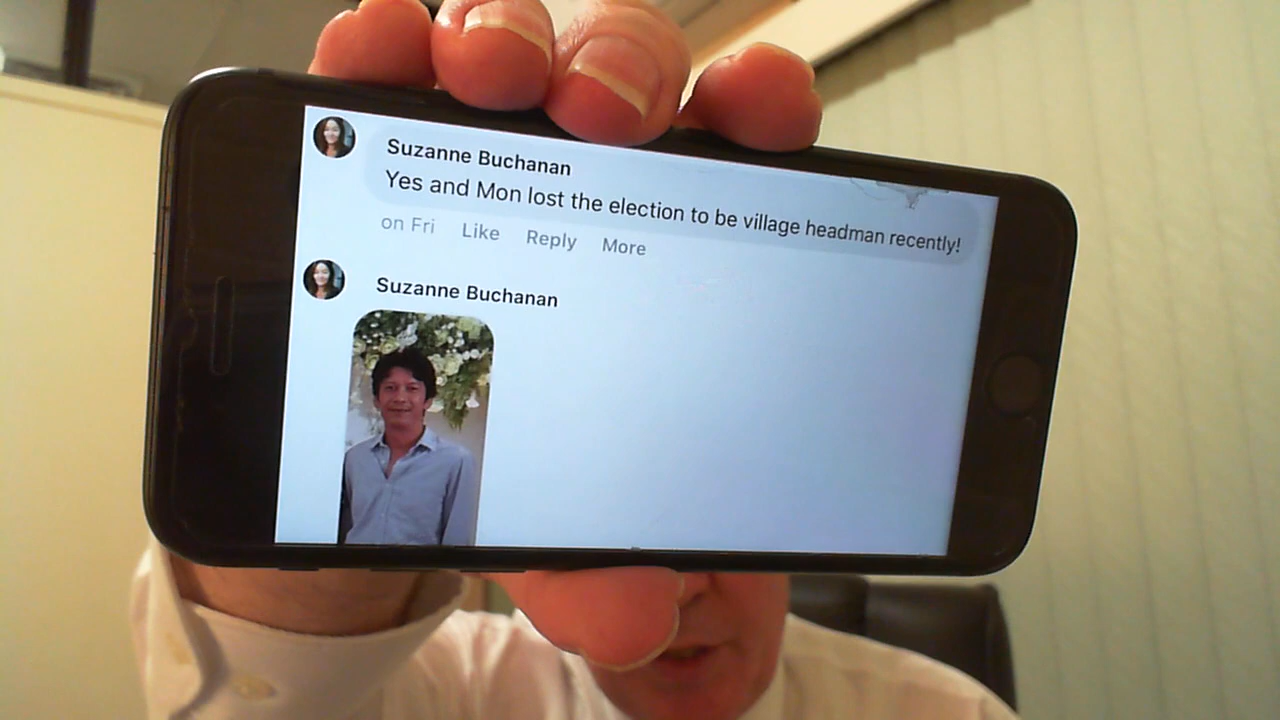 Suzanne Buchanan
Yes and Mon lost the election to be village headman recently!
on Fri Like Reply More
Suzanne Buchanan